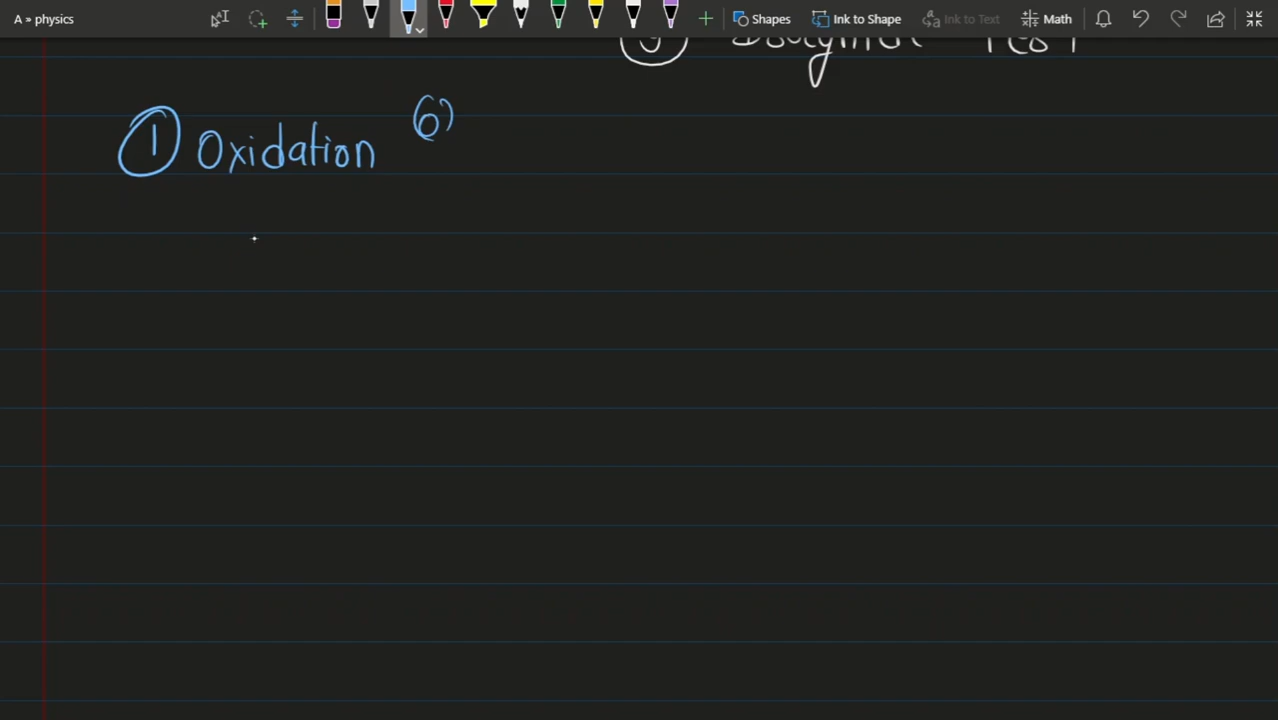 A » physics
Shapes
Ink to Shape
Ink to Text
Math
① Oxidation (6)